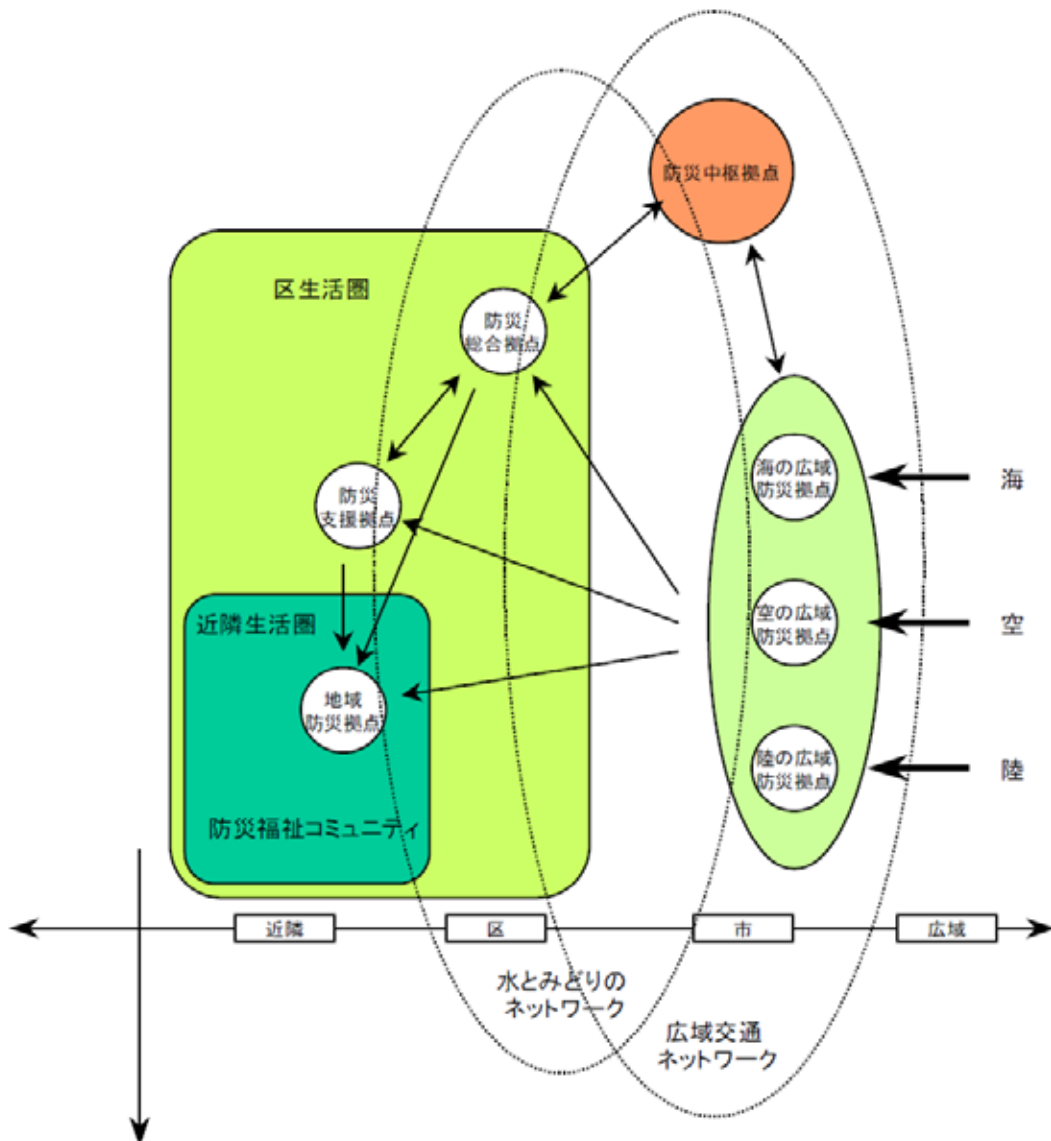 防災中枢拠点
区生活圏
防災
総合拠点
海の広域
防災拠点
海
防災
支援拠点
空の広域
防災拠点
空
近隣生活圏
地域
防災拠点
陸の広域
防災拠点
陸
防災福祉コミュニティ
近隣
区
市
広域
水とみどりの
ネットワーク
広域交通
ネットワーク